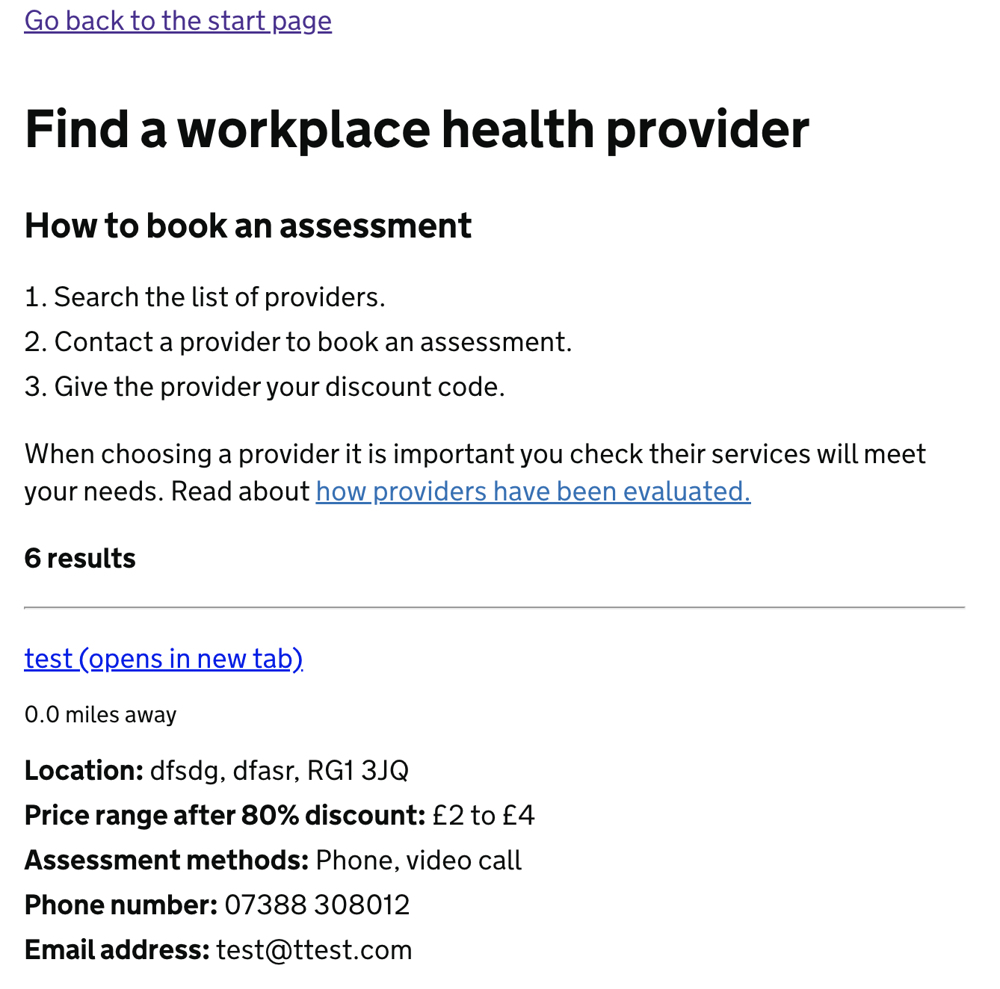 Go back to the start page
Find a workplace health provider
How to book an assessment
1. Search the list of providers.
2. Contact a provider to book an assessment.
3. Give the provider your discount code.
When choosing a provider it is important you check their services will meet
your needs. Read about how providers have been evaluated.
6 results
test (opens in new tab)
0.0 miles away
Location: dfsdg, dfasr, RG1 3JQ
Price range after 80% discount: £2 to £4
Assessment methods: Phone, video call
Phone number: 07388 308012
Email address: test@ttest.com